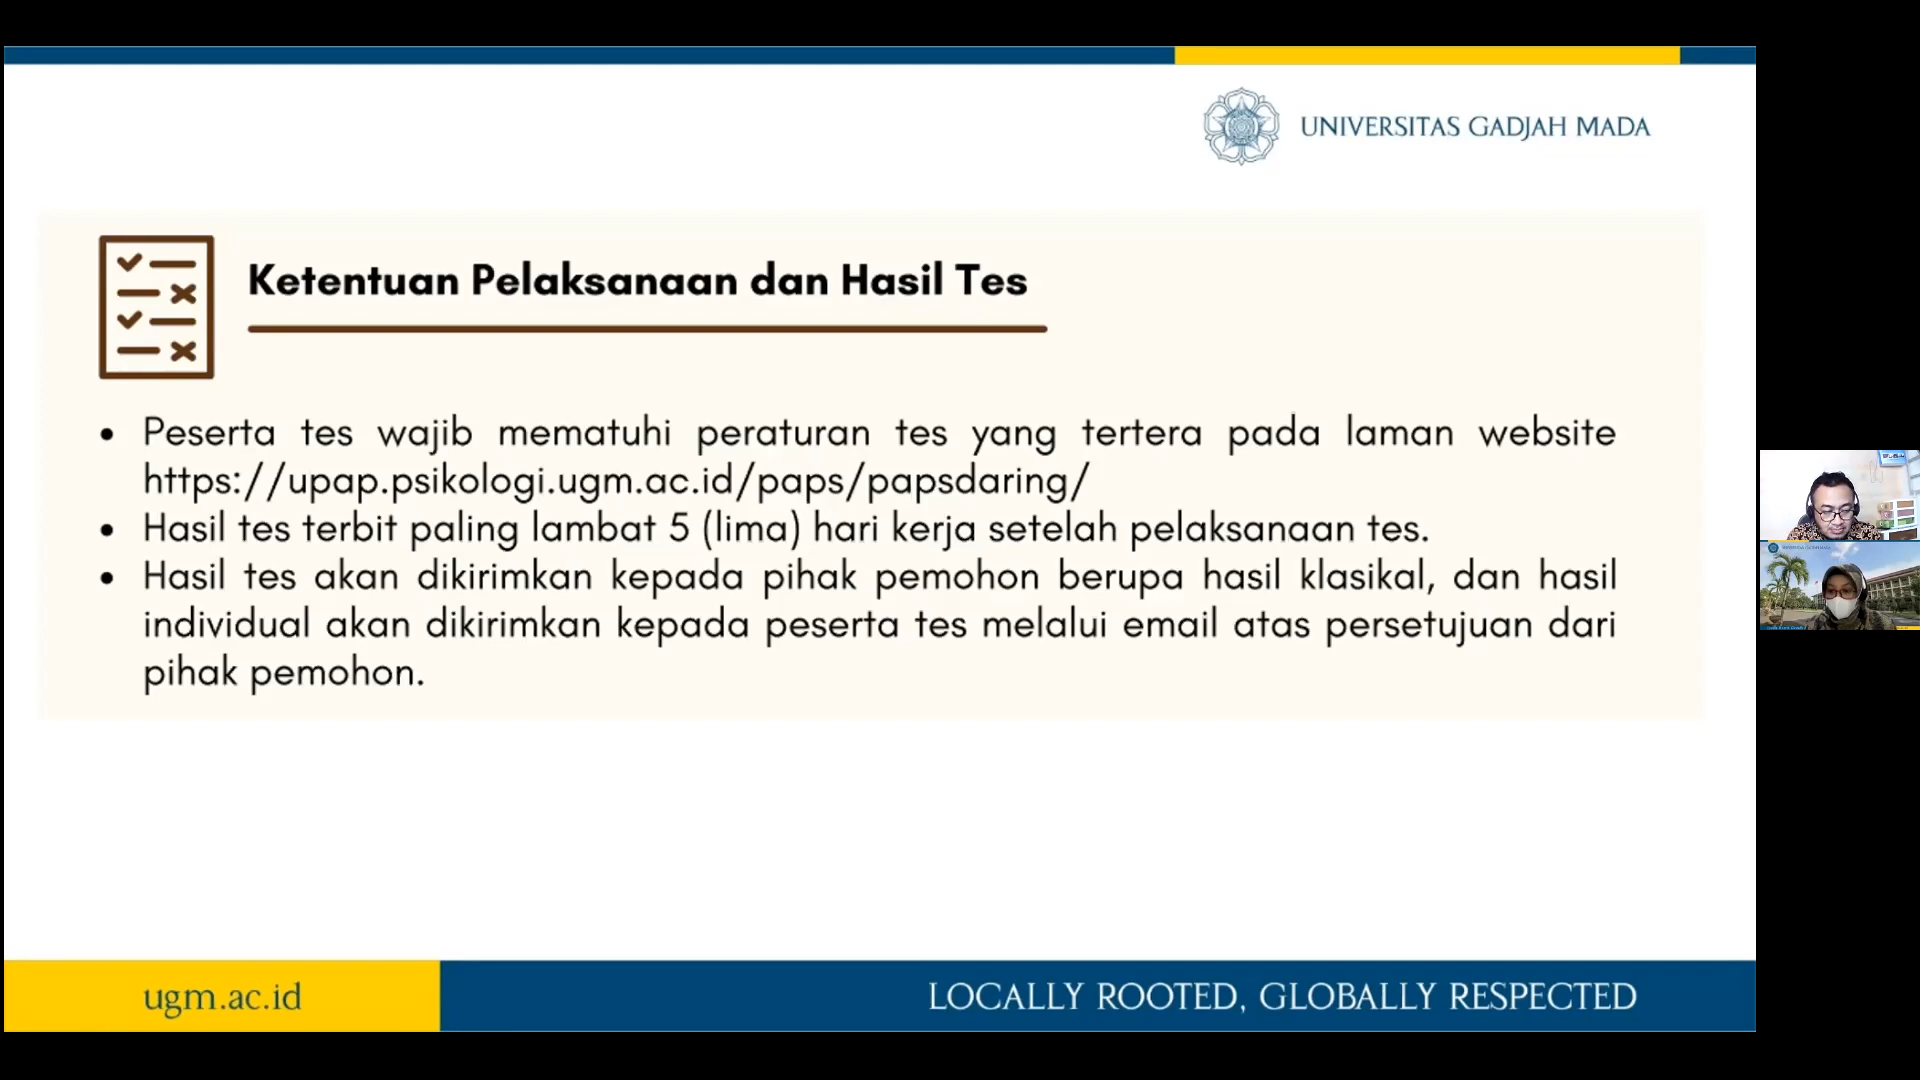 UNIVERSITAS GADJAH MADA
Ketentuan Pelaksanaan dan Hasil Tes
• Peserta tes wajib mematuhi peraturan tes yang tertera pada laman website
https://upap.psikologi.ugm.ac.id/paps/papsdaring/
• Hasil tes terbit paling lambat 5 (lima) hari kerja setelah pelaksanaan tes.
• Hasil tes akan dikirimkan kepada pihak pemohon berupa hasil klasikal, dan hasil
individual akan dikirimkan kepada peserta tes melalui email atas persetujuan dari
pihak pemohon.
ugm.ac.id
LOCALLY ROOTED, GLOBALLY RESPECTED